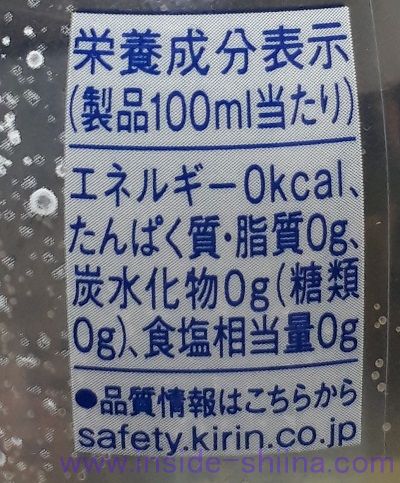 栄養成分表示
(製品100ml当たり)
エネルギー0kcal、
たんぱく質・脂質0g、
炭水化物0g(糖類
0g)、食塩相当量0g
●品質情報はこちらから
safety.kirin.co.jp
www.inside-shiina.com